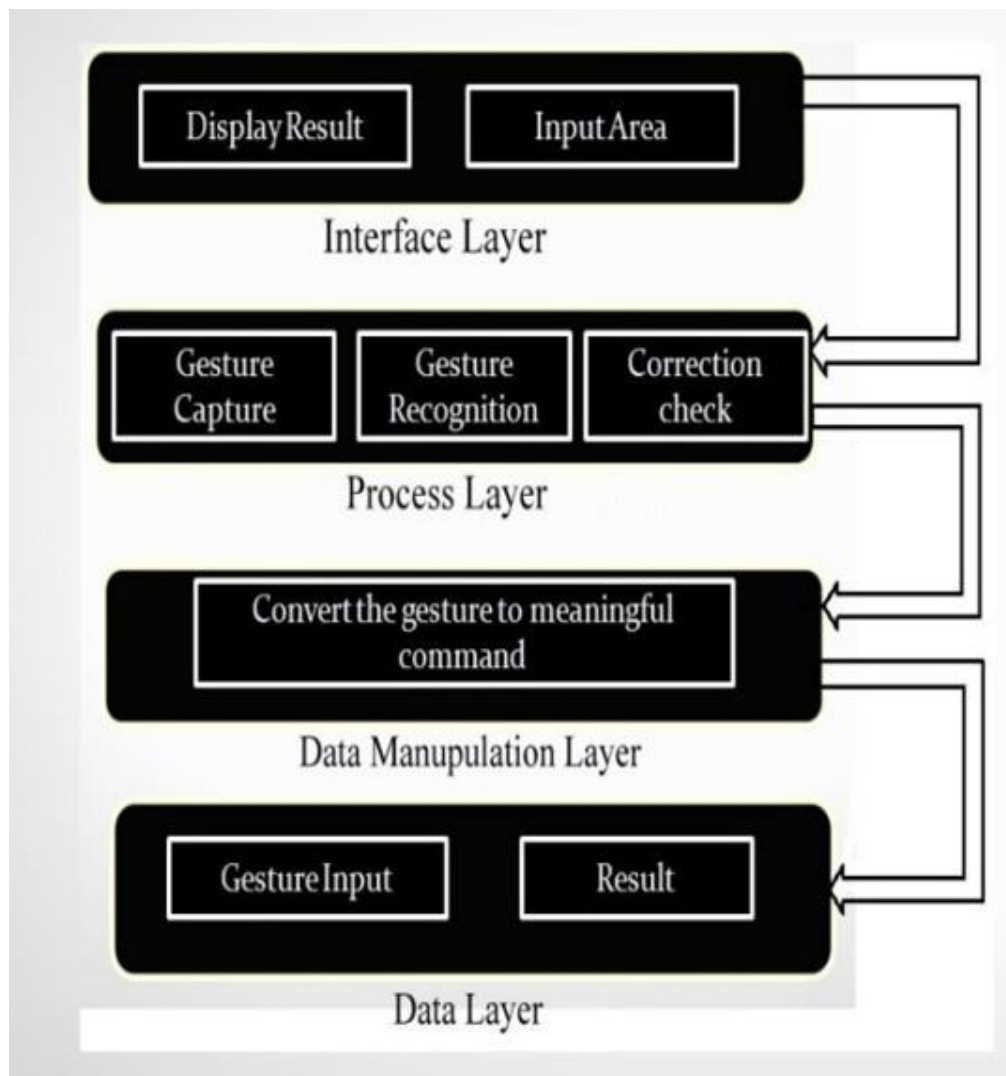 Display Result
Input Area
Interface Layer
Gesture
Capture
Gesture
Recognition
Correction
check
Process Layer
Convert the gesture to meaningful
command
Data Manupulation Layer
Gesture Input
Result
Data Layer